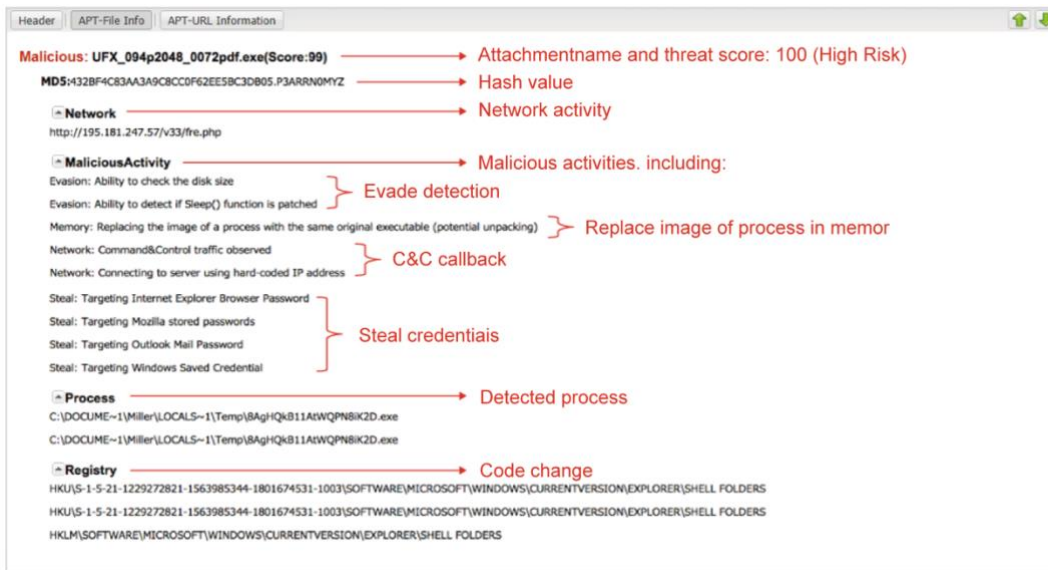 Header APT-File Info APT-URL Information
Malicious: UFX_094p2048_0072pdf.exe(Score:99) Attachmentname and threat score: 100 (High Risk)
MD5:432BF4C83AA3A9C8CC0F62EE5BC3DB05.P3ARRN0MYZ Hash value
Network Network activity
http://195.181.247.57/v33/fre.php
MaliciousActivity Malicious activities. including:
Evasion: Ability to check the disk size
Evade detection
Evasion: Ability to detect if Sleep() function is patched
Memory: Replacing the image of a process with the same original executable (potential unpacking) Replace image of process in memor
Network: Command&Control traffic observed
C&C callback
Network: Connecting to server using hard-coded IP address
Steal: Targeting Internet Explorer Browser Password
Steal: Targeting Mozilla stored passwords
Steal credentiais
Steal: Targeting Outlook Mail Password
Steal: Targeting Windows Saved Credential
Process Detected process
C:\DOCUME~1\Miller\LOCALS~1\Temp\8AgHQkB11AtWQPN8iK2D.exe
C:\DOCUME~1\Miller\LOCALS~1\Temp\8AgHQkB11AtWQPN8iK2D.exe
Registry Code change
HKU\S-1-5-21-1229272821-1563985344-1801674531-1003\SOFTWARE\MICROSOFT\WINDOWS\CURRENTVERSION\EXPLORER\SHELL FOLDERS
HKU\S-1-5-21-1229272821-1563985344-1801674531-1003\SOFTWARE\MICROSOFT\WINDOWS\CURRENTVERSION\EXPLORER\SHELL FOLDERS
HKLM\SOFTWARE\MICROSOFT\WINDOWS\CURRENTVERSION\EXPLORER\SHELL FOLDERS